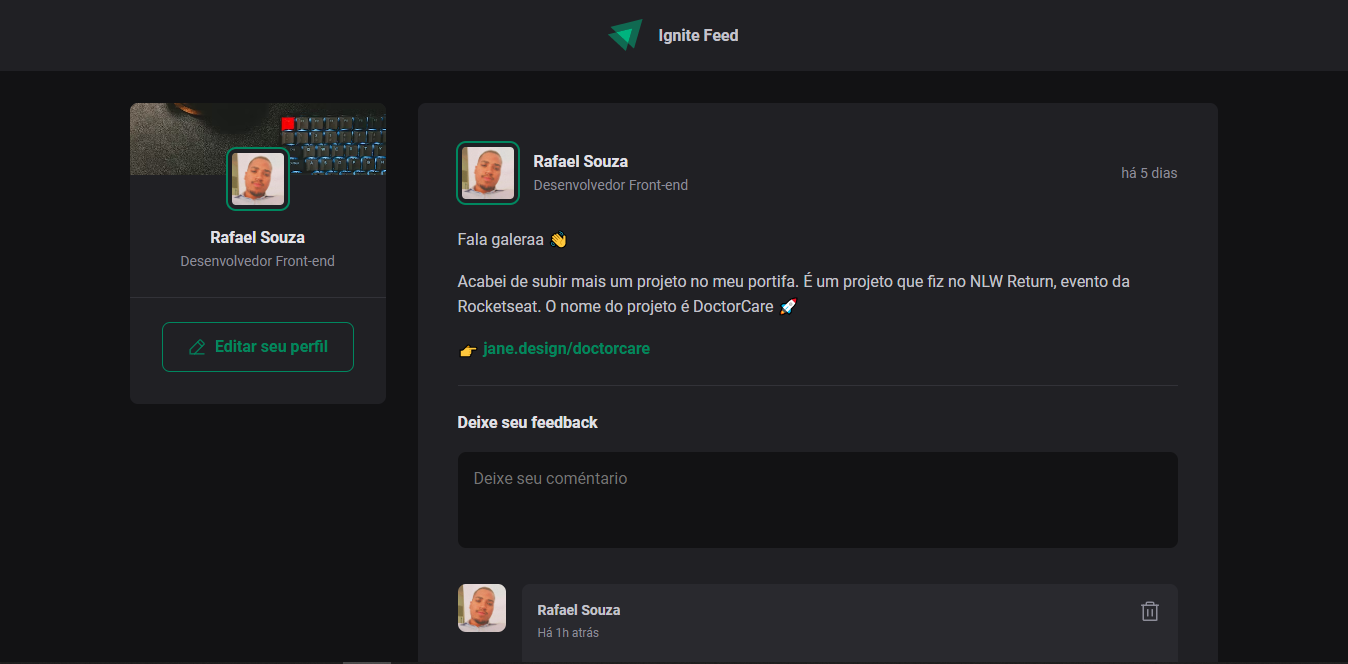 Ignite Feed
Rafael Souza
Desenvolvedor Front-end
Editar seu perfil
Rafael Souza
Desenvolvedor Front-end
há 5 dias
Fala galeraa 👋
Acabei de subir mais um projeto no meu portifa. É um projeto que fiz no NLW Return, evento da
Rocketseat. O nome do projeto é DoctorCare 🚀
👉 jane.design/doctorcare
Deixe seu feedback
Deixe seu coméntario
Rafael Souza
Há 1h atrás